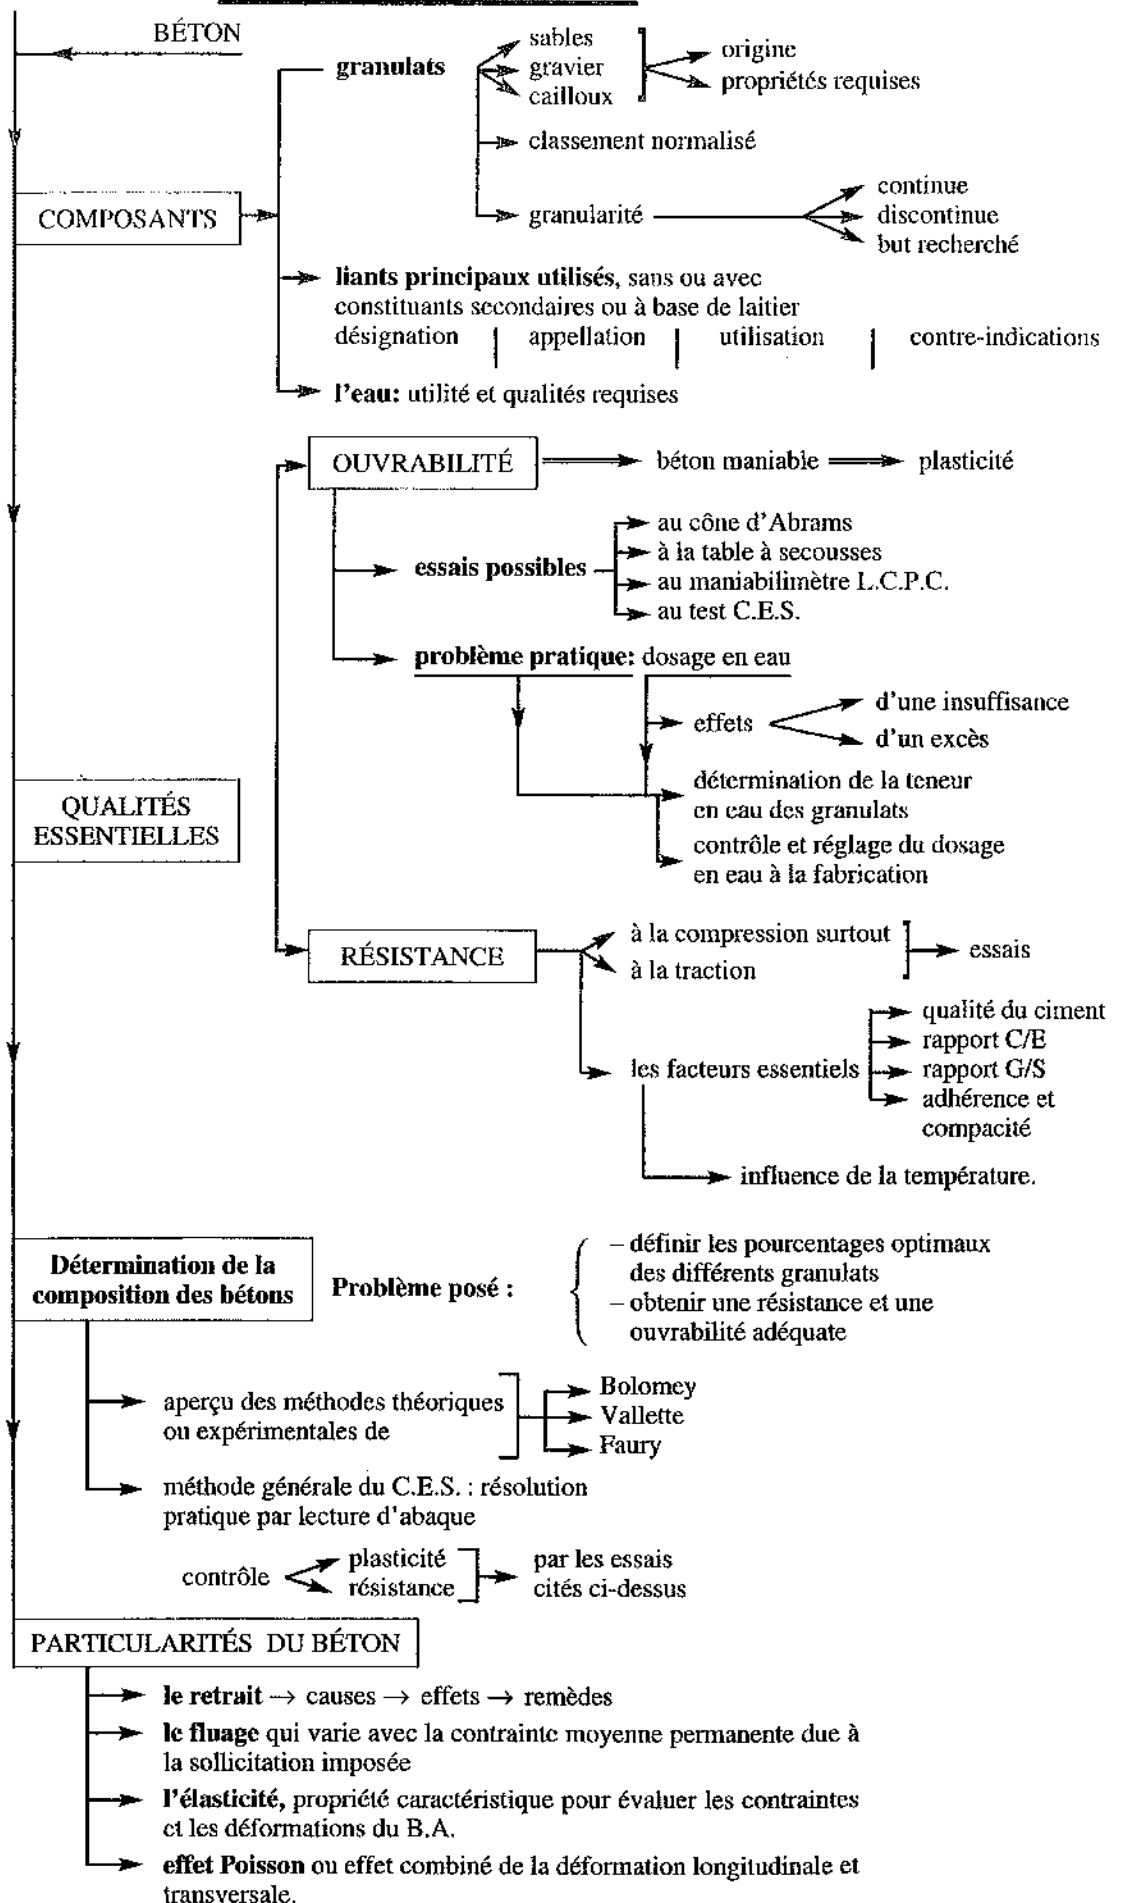 BÉTON
granulats
sables
gravier
cailloux
origine
propriétés requises
classement normalisé
granularité
continue
discontinue
but recherché
COMPOSANTS
liants principaux utilisés, sans ou avec
constituants secondaires ou à base de laitier
désignation | appellation | utilisation | contre-indications
l'eau: utilité et qualités requises
OUVRABILITÉ
béton maniable
plasticité
essais possibles
au cône d'Abrams
à la table à secousses
au maniabilimètre L.C.P.C.
au test C.E.S.
problème pratique: dosage en eau
effets
d'une insuffisance
d'un excès
détermination de la teneur
en eau des granulats
contrôle et réglage du dosage
en eau à la fabrication
QUALITÉS
ESSENTIELLES
RÉSISTANCE
à la compression surtout
à la traction
essais
les facteurs essentiels
qualité du ciment
rapport C/E
rapport G/S
adhérence et
compacité
influence de la température.
Détermination de la
composition des bétons
Problème posé :
– définir les pourcentages optimaux
des différents granulats
– obtenir une résistance et une
ouvrabilité adéquate
aperçu des méthodes théoriques
ou expérimentales de
Bolomey
Vallette
Faury
méthode générale du C.E.S. : résolution
pratique par lecture d'abaque
contrôle
plasticité
résistance
par les essais
cités ci-dessus
PARTICULARITÉS DU BÉTON
le retrait → causes → effets → remèdes
le fluage qui varie avec la contrainte moyenne permanente due à
la sollicitation imposée
l'élasticité, propriété caractéristique pour évaluer les contraintes
et les déformations du B.A.
effet Poisson ou effet combiné de la déformation longitudinale et
transversale.